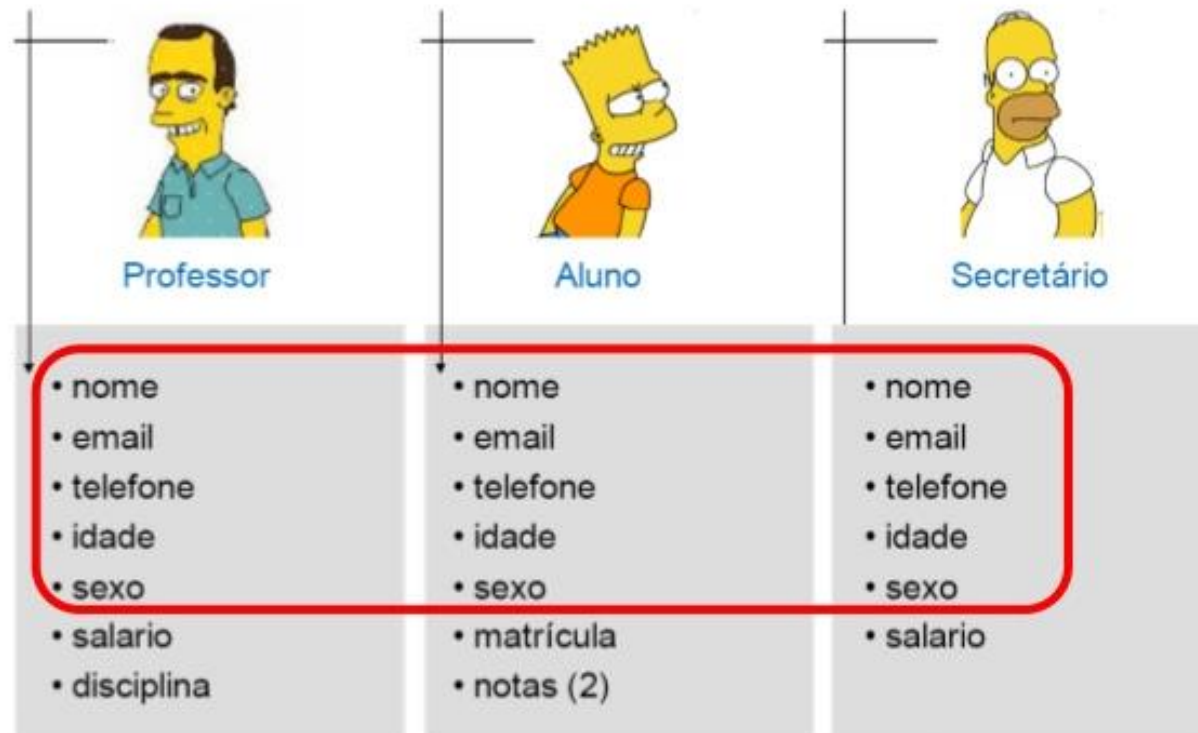 Professor
Aluno
Secretário
• nome
• email
• telefone
• idade
• sexo
• salario
• disciplina
• nome
• email
• telefone
• idade
• sexo
• matrícula
• notas (2)
• nome
• email
• telefone
• idade
• sexo
• salario